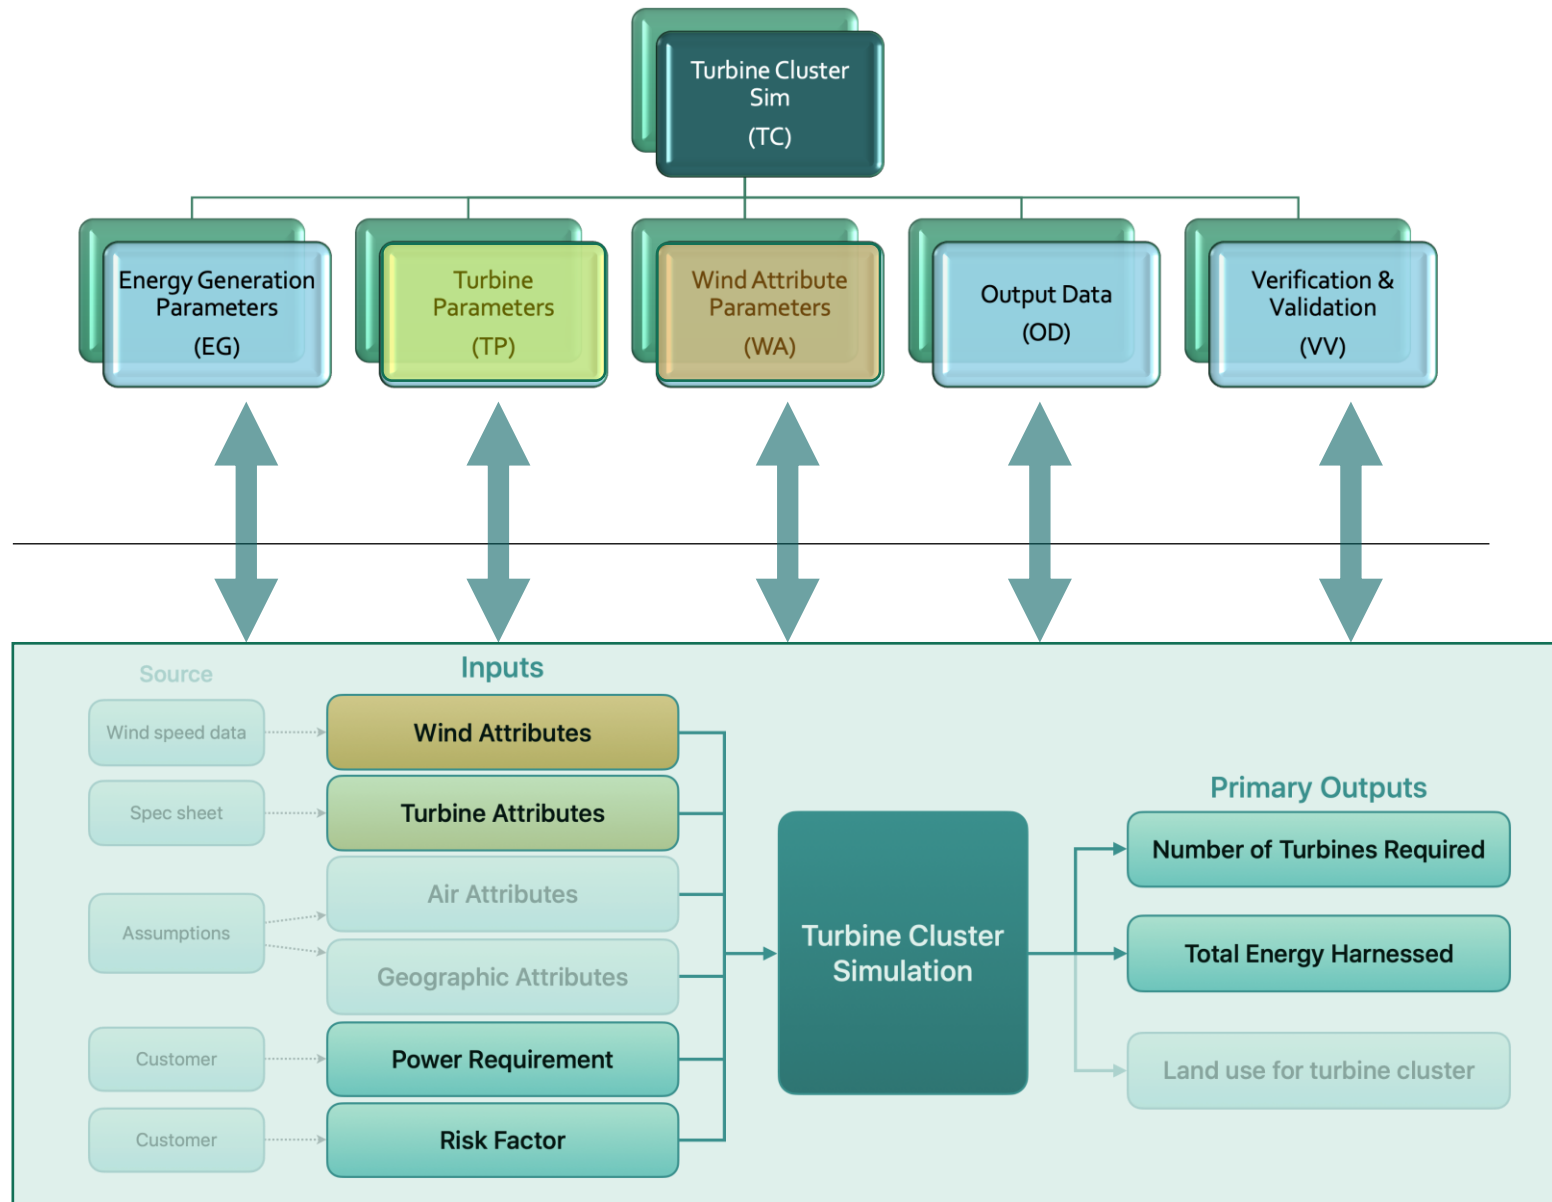 Turbine Cluster
Sim
(TC)
Energy Generation
Parameters
(EG)
Turbine
Parameters
(TP)
Wind Attribute
Parameters
(WA)
Output Data
(OD)
Verification &
Validation
(VV)
Source
Inputs
Wind speed data
Wind Attributes
Spec sheet
Turbine Attributes
Assumptions
Air Attributes
Geographic Attributes
Customer
Power Requirement
Customer
Risk Factor
Turbine Cluster
Simulation
Primary Outputs
Number of Turbines Required
Total Energy Harnessed
Land use for turbine cluster